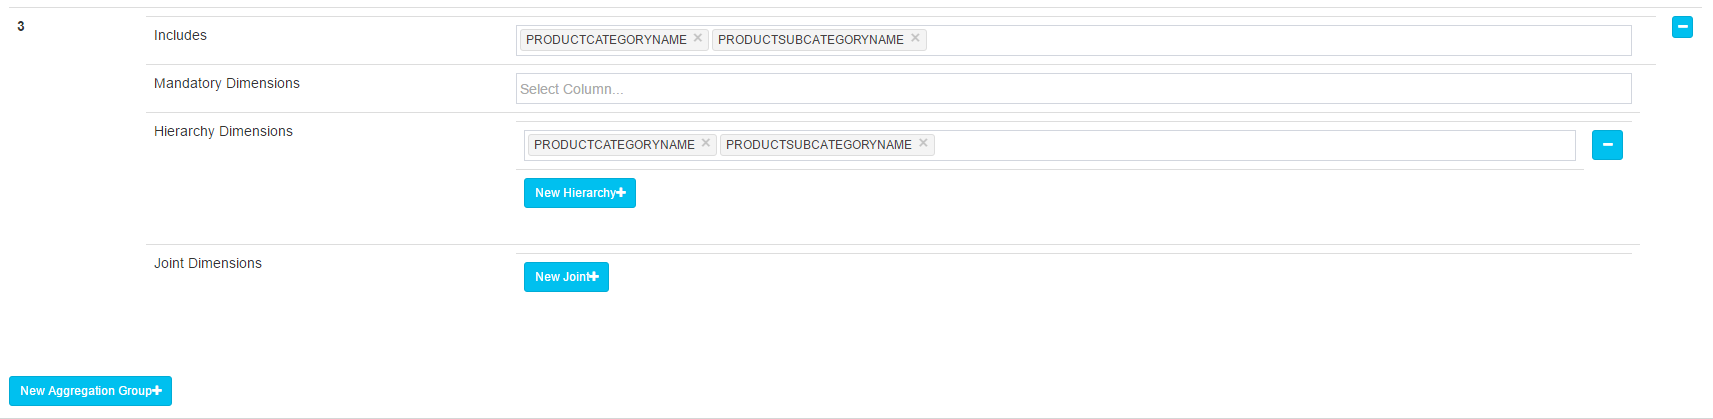 3
Includes
PRODUCTCATEGORYNAME × PRODUCTSUBCATEGORYNAME ×
Mandatory Dimensions
Select Column...
Hierarchy Dimensions
PRODUCTCATEGORYNAME × PRODUCTSUBCATEGORYNAME ×
New Hierarchy+
Joint Dimensions
New Joint+
New Aggregation Group+